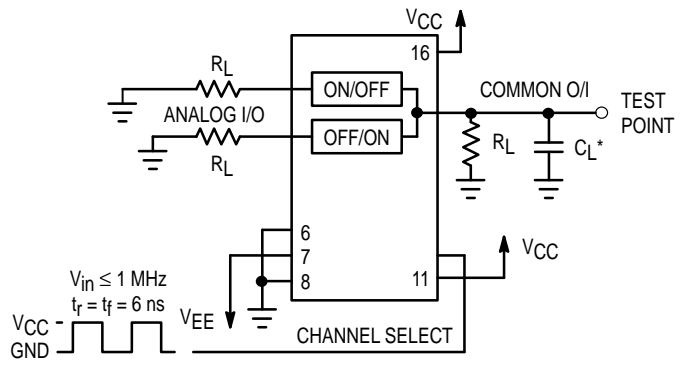 VCC
16
RL
ON/OFF
COMMON O/I
TEST
POINT
ANALOG I/O
OFF/ON
RL
RL
CL*
6
7
8
11
VCC
Vin ≤ 1 MHz
tr = tf = 6 ns
VEE
VCC
GND
CHANNEL SELECT